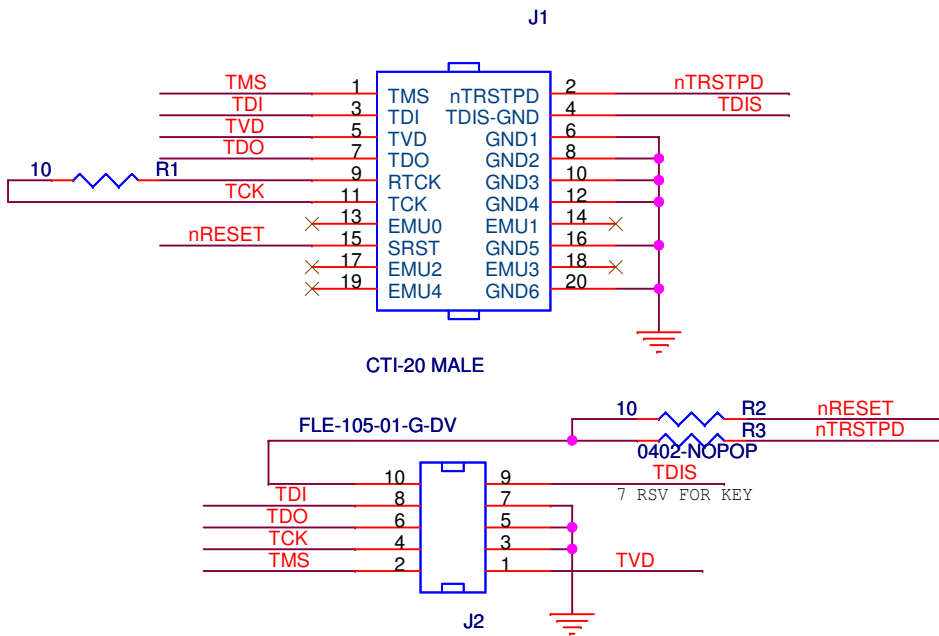 J1
TMS 1 TMS nTRSTPD 2 nTRSTPD
TDI 3 TDI TDIS-GND 4 TDIS
TVD 5 TVD GND1 6
TDO 7 TDO GND2 8
10 R1 9 RTCK GND3 10
TCK 11 TCK GND4 12
13 EMU0 EMU1 14
nRESET 15 SRST GND5 16
17 EMU2 EMU3 18
19 EMU4 GND6 20
CTI-20 MALE
10 R2 nRESET
FLE-105-01-G-DV R3 nTRSTPD
0402-NOPOP
10 9 TDIS
TDI 8 7 7 RSV FOR KEY
TDO 6 5
TCK 4 3
TMS 2 1 TVD
J2